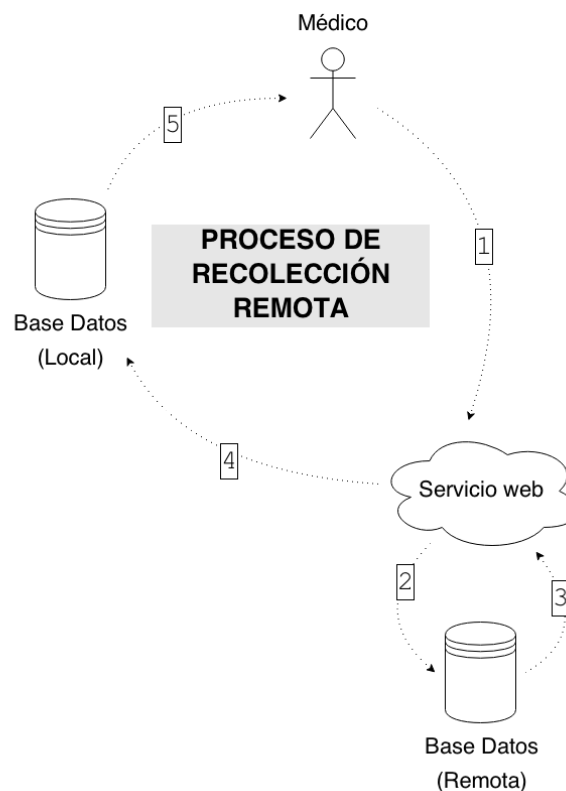 Médico
5
1
PROCESO DE
RECOLECCIÓN
REMOTA
Base Datos
(Local)
4
Servicio web
2
3
Base Datos
(Remota)